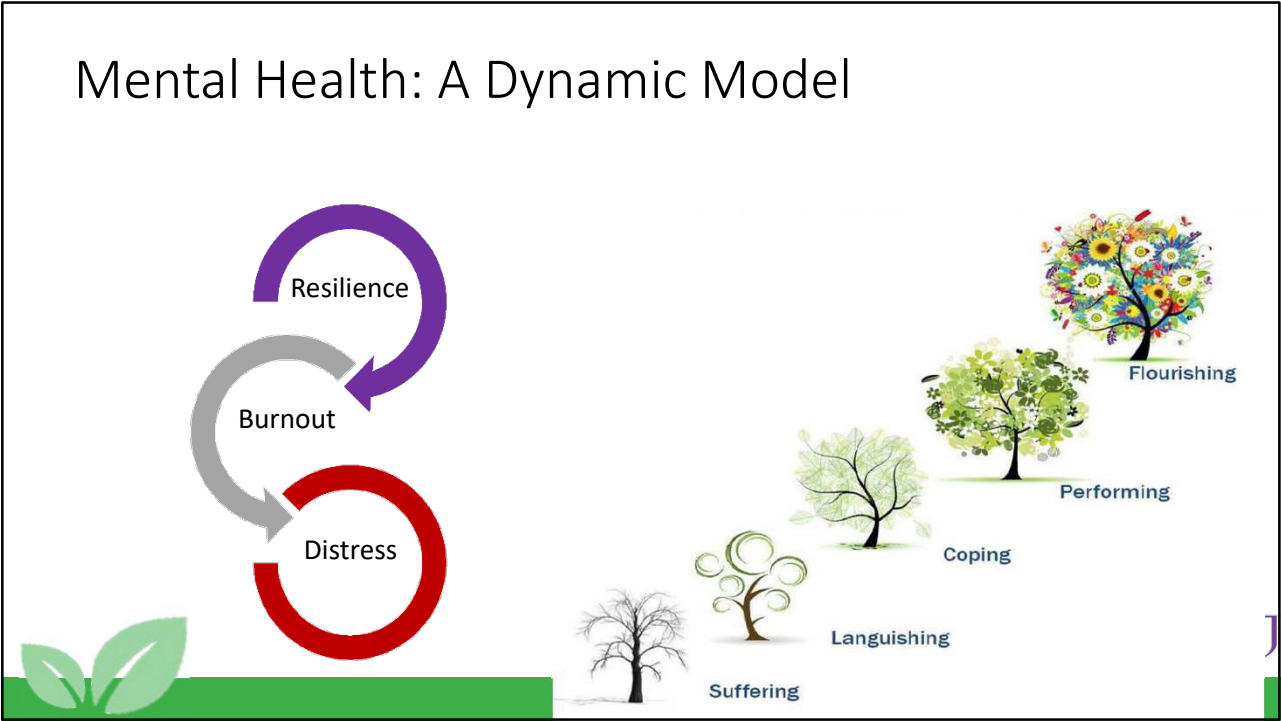 Mental Health: A Dynamic Model
Resilience
Burnout
Distress
Flourishing
Performing
Coping
Languishing
Suffering
J